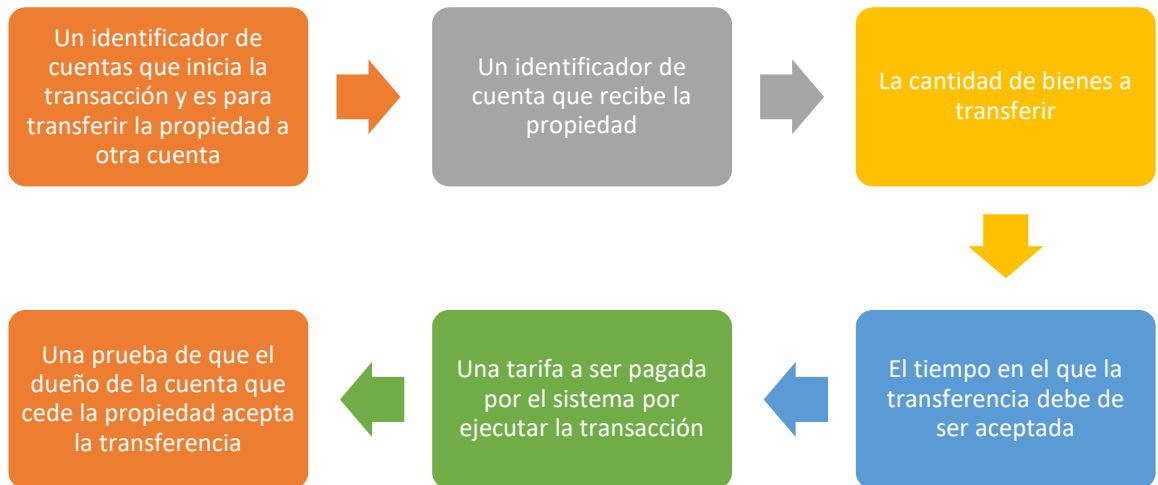 Un identificador de
cuentas que inicia la
transacción y es para
transferir la propiedad a
otra cuenta
Un identificador de
cuenta que recibe la
propiedad
La cantidad de bienes a
transferir
El tiempo en el que la
transferencia debe de
ser aceptada
Una tarifa a ser pagada
por el sistema por
ejecutar la transacción
Una prueba de que el
dueño de la cuenta que
cede la propiedad acepta
la transferencia